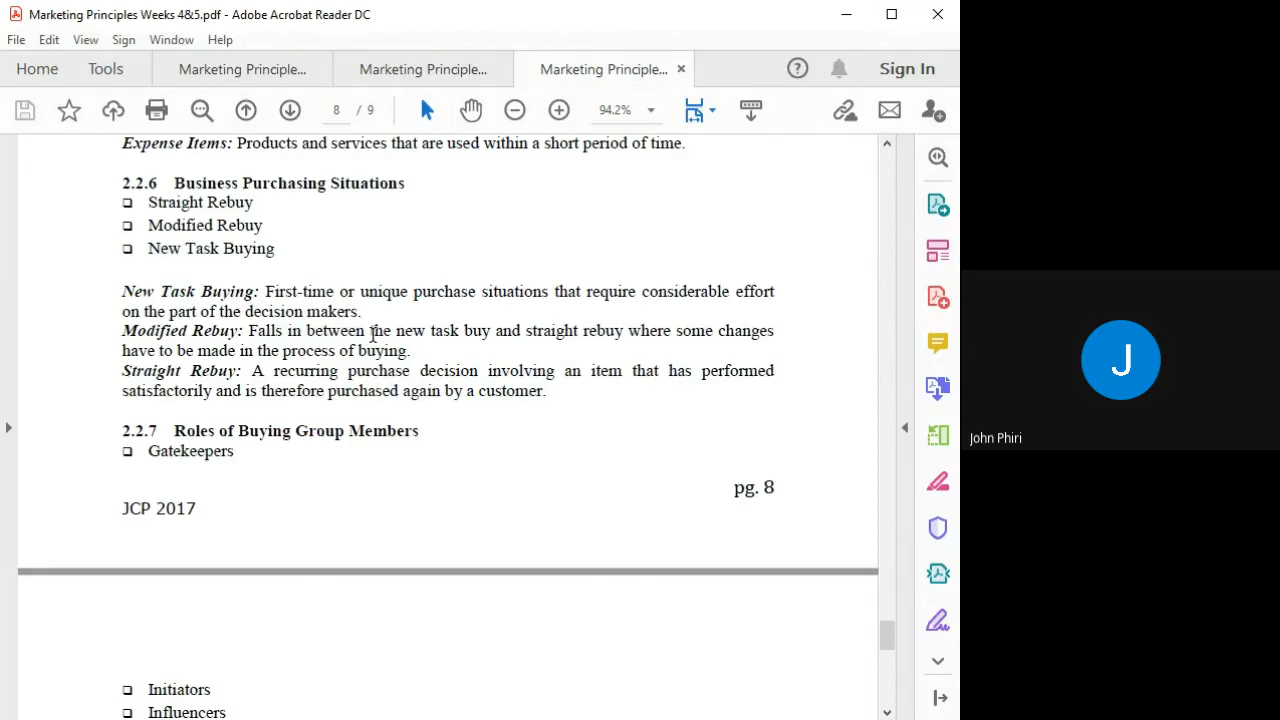 Marketing Principles Weeks 4&5.pdf - Adobe Acrobat Reader DC
File Edit View Sign Window Help
Home Tools Marketing Principle... Marketing Principle... Marketing Principle... × Sign In
8 / 9 94.2%
Expense Items: Products and services that are used within a short period of time.
2.2.6 Business Purchasing Situations
❑ Straight Rebuy
❑ Modified Rebuy
❑ New Task Buying
New Task Buying: First-time or unique purchase situations that require considerable effort
on the part of the decision makers.
Modified Rebuy: Falls in between the new task buy and straight rebuy where some changes
have to be made in the process of buying.
Straight Rebuy: A recurring purchase decision involving an item that has performed
satisfactorily and is therefore purchased again by a customer.
2.2.7 Roles of Buying Group Members
❑ Gatekeepers
pg. 8
JCP 2017
❑ Initiators
❑ Influencers
J
John Phiri